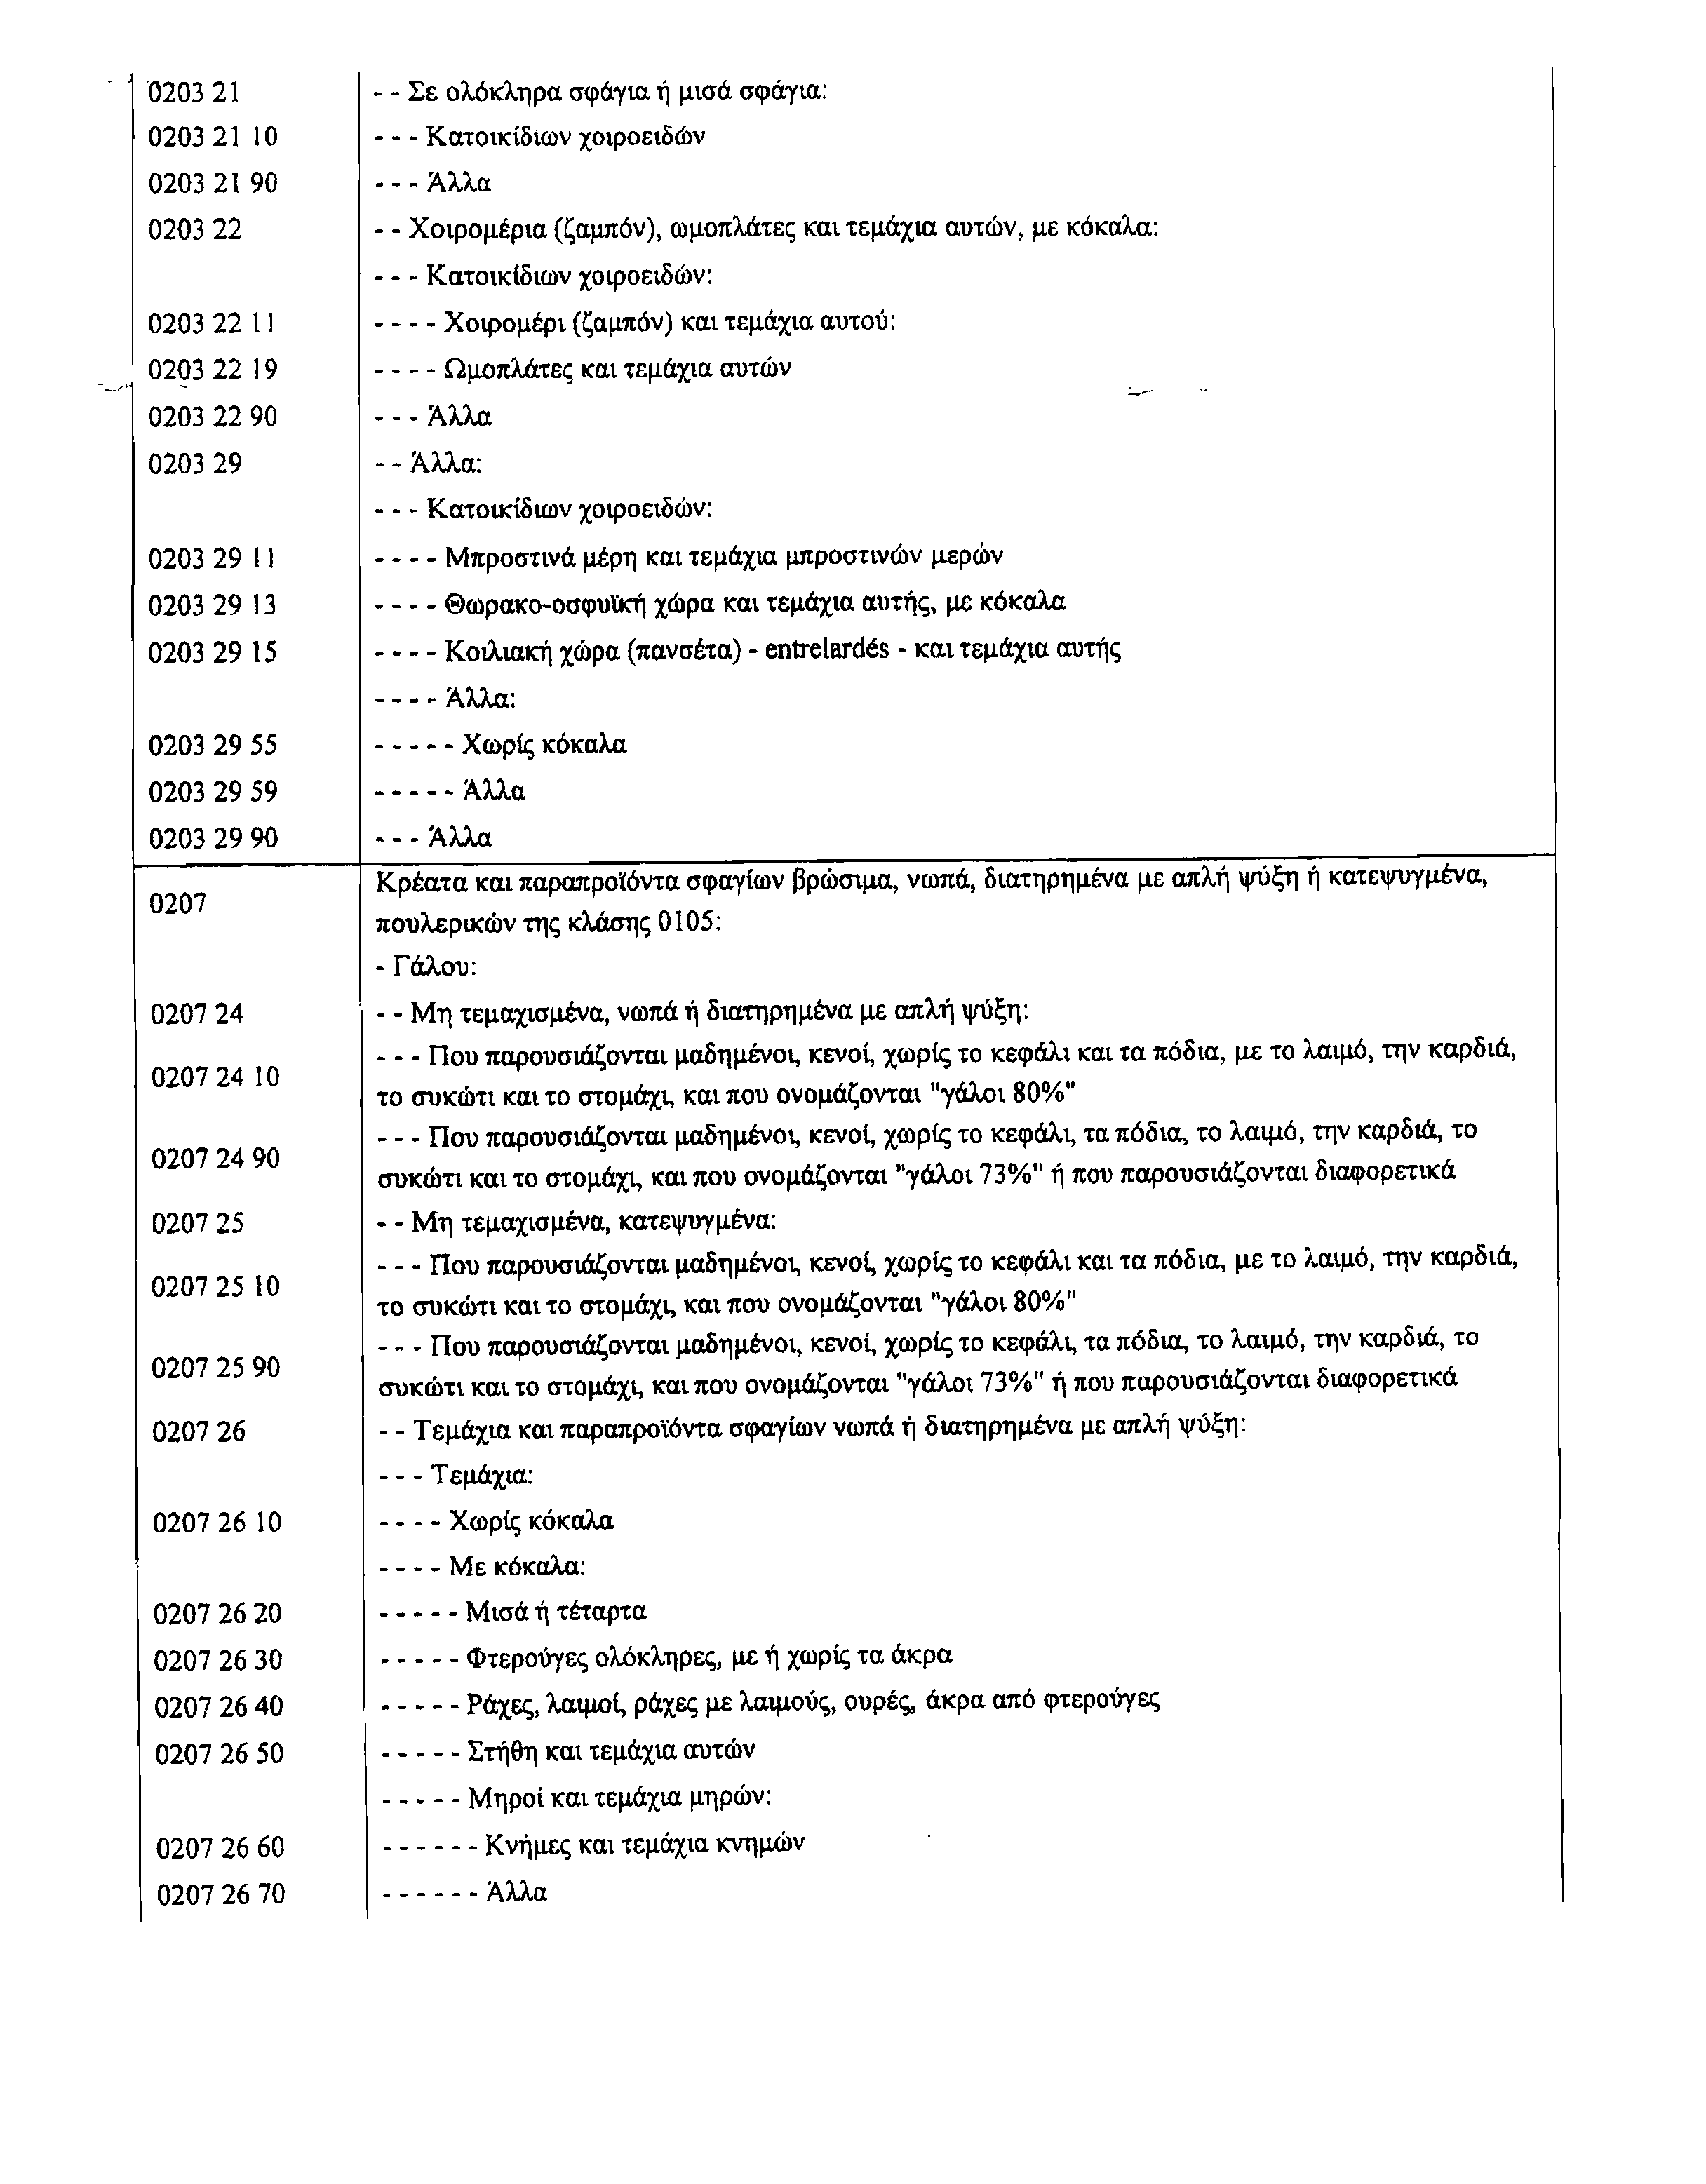 0203 21 - - Σε ολόκληρα σφάγια ή μισά σφάγια:
0203 21 10 - - - Κατοικίδιων χοιροειδών
0203 21 90 - - - Άλλα
0203 22 - - Χοιρομέρια (ζαμπόν), ωμοπλάτες και τεμάχια αυτών, με κόκαλα:
- - - Κατοικίδιων χοιροειδών:
0203 22 11 - - - - Χοιρομέρι (ζαμπόν) και τεμάχια αυτού:
0203 22 19 - - - - Ωμοπλάτες και τεμάχια αυτών
0203 22 90 - - - Άλλα
0203 29 - - Άλλα:
- - - Κατοικίδιων χοιροειδών:
0203 29 11 - - - - Μπροστινά μέρη και τεμάχια μπροστινών μερών
0203 29 13 - - - - Θωρακο-οσφυϊκή χώρα και τεμάχια αυτής, με κόκαλα
0203 29 15 - - - - Κοιλιακή χώρα (πανσέτα) - entrelardés - και τεμάχια αυτής
- - - - Άλλα:
0203 29 55 - - - - - Χωρίς κόκαλα
0203 29 59 - - - - - Άλλα
0203 29 90 - - - Άλλα
0207 Κρέατα και παραπροϊόντα σφαγίων βρώσιμα, νωπά, διατηρημένα με απλή ψύξη ή κατεψυγμένα,
πουλερικών της κλάσης 0105:
- Γάλου:
0207 24 - - Μη τεμαχισμένα, νωπά ή διατηρημένα με απλή ψύξη:
0207 24 10 - - - Που παρουσιάζονται μαδημένοι, κενοί, χωρίς το κεφάλι και τα πόδια, με το λαιμό, την καρδιά,
το συκώτι και το στομάχι, και που ονομάζονται "γάλοι 80%"
0207 24 90 - - - Που παρουσιάζονται μαδημένοι, κενοί, χωρίς το κεφάλι, τα πόδια, το λαιμό, την καρδιά, το
συκώτι και το στομάχι, και που ονομάζονται "γάλοι 73%" ή που παρουσιάζονται διαφορετικά
0207 25 - - Μη τεμαχισμένα, κατεψυγμένα:
0207 25 10 - - - Που παρουσιάζονται μαδημένοι, κενοί, χωρίς το κεφάλι και τα πόδια, με το λαιμό, την καρδιά,
το συκώτι και το στομάχι, και που ονομάζονται "γάλοι 80%"
0207 25 90 - - - Που παρουσιάζονται μαδημένοι, κενοί, χωρίς το κεφάλι, τα πόδια, το λαιμό, την καρδιά, το
συκώτι και το στομάχι, και που ονομάζονται "γάλοι 73%" ή που παρουσιάζονται διαφορετικά
0207 26 - - Τεμάχια και παραπροϊόντα σφαγίων νωπά ή διατηρημένα με απλή ψύξη:
- - - Τεμάχια:
0207 26 10 - - - - Χωρίς κόκαλα
- - - - Με κόκαλα:
0207 26 20 - - - - - Μισά ή τέταρτα
0207 26 30 - - - - - Φτερούγες ολόκληρες, με ή χωρίς τα άκρα
0207 26 40 - - - - - Ράχες, λαιμοί, ράχες με λαιμούς, ουρές, άκρα από φτερούγες
0207 26 50 - - - - - Στήθη και τεμάχια αυτών
- - - - - Μηροί και τεμάχια μηρών:
0207 26 60 - - - - - - Κνήμες και τεμάχια κνημών
0207 26 70 - - - - - - Άλλα